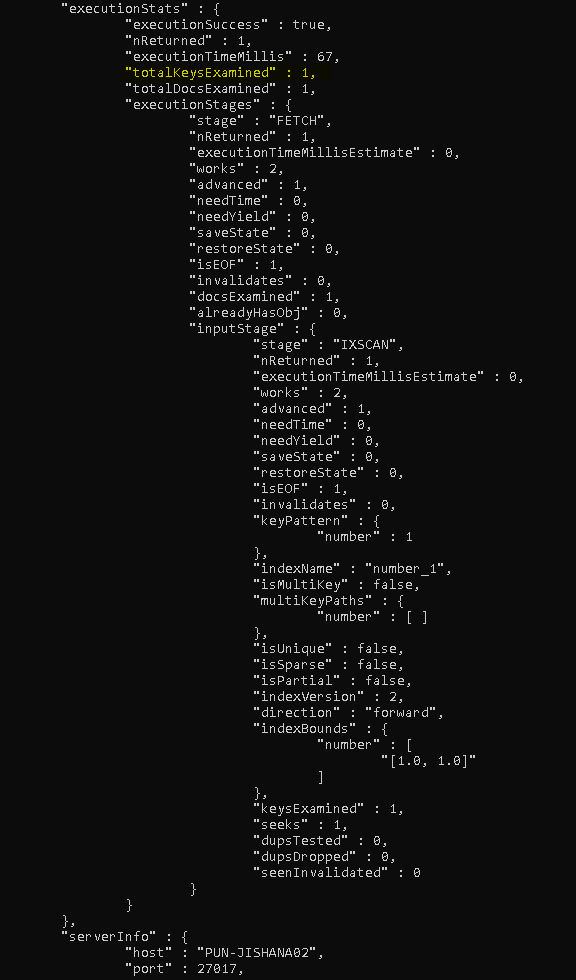 "executionStats" : {
"executionSuccess" : true,
"nReturned" : 1,
"executionTimeMillis" : 67,
"totalKeysExamined" : 1,
"totalDocsExamined" : 1,
"executionStages" : {
"stage" : "FETCH",
"nReturned" : 1,
"executionTimeMillisEstimate" : 0,
"works" : 2,
"advanced" : 1,
"needTime" : 0,
"needYield" : 0,
"saveState" : 0,
"restoreState" : 0,
"isEOF" : 1,
"invalidates" : 0,
"docsExamined" : 1,
"alreadyHasObj" : 0,
"inputStage" : {
"stage" : "IXSCAN",
"nReturned" : 1,
"executionTimeMillisEstimate" : 0,
"works" : 2,
"advanced" : 1,
"needTime" : 0,
"needYield" : 0,
"saveState" : 0,
"restoreState" : 0,
"isEOF" : 1,
"invalidates" : 0,
"keyPattern" : {
"number" : 1
},
"indexName" : "number_1",
"isMultiKey" : false,
"multiKeyPaths" : {
"number" : [ ]
},
"isUnique" : false,
"isSparse" : false,
"isPartial" : false,
"indexVersion" : 2,
"direction" : "forward",
"indexBounds" : {
"number" : [
"[1.0, 1.0]"
]
},
"keysExamined" : 1,
"seeks" : 1,
"dupsTested" : 0,
"dupsDropped" : 0,
"seenInvalidated" : 0
}
}
},
"serverInfo" : {
"host" : "PUN-JISHANA02",
"port" : 27017,